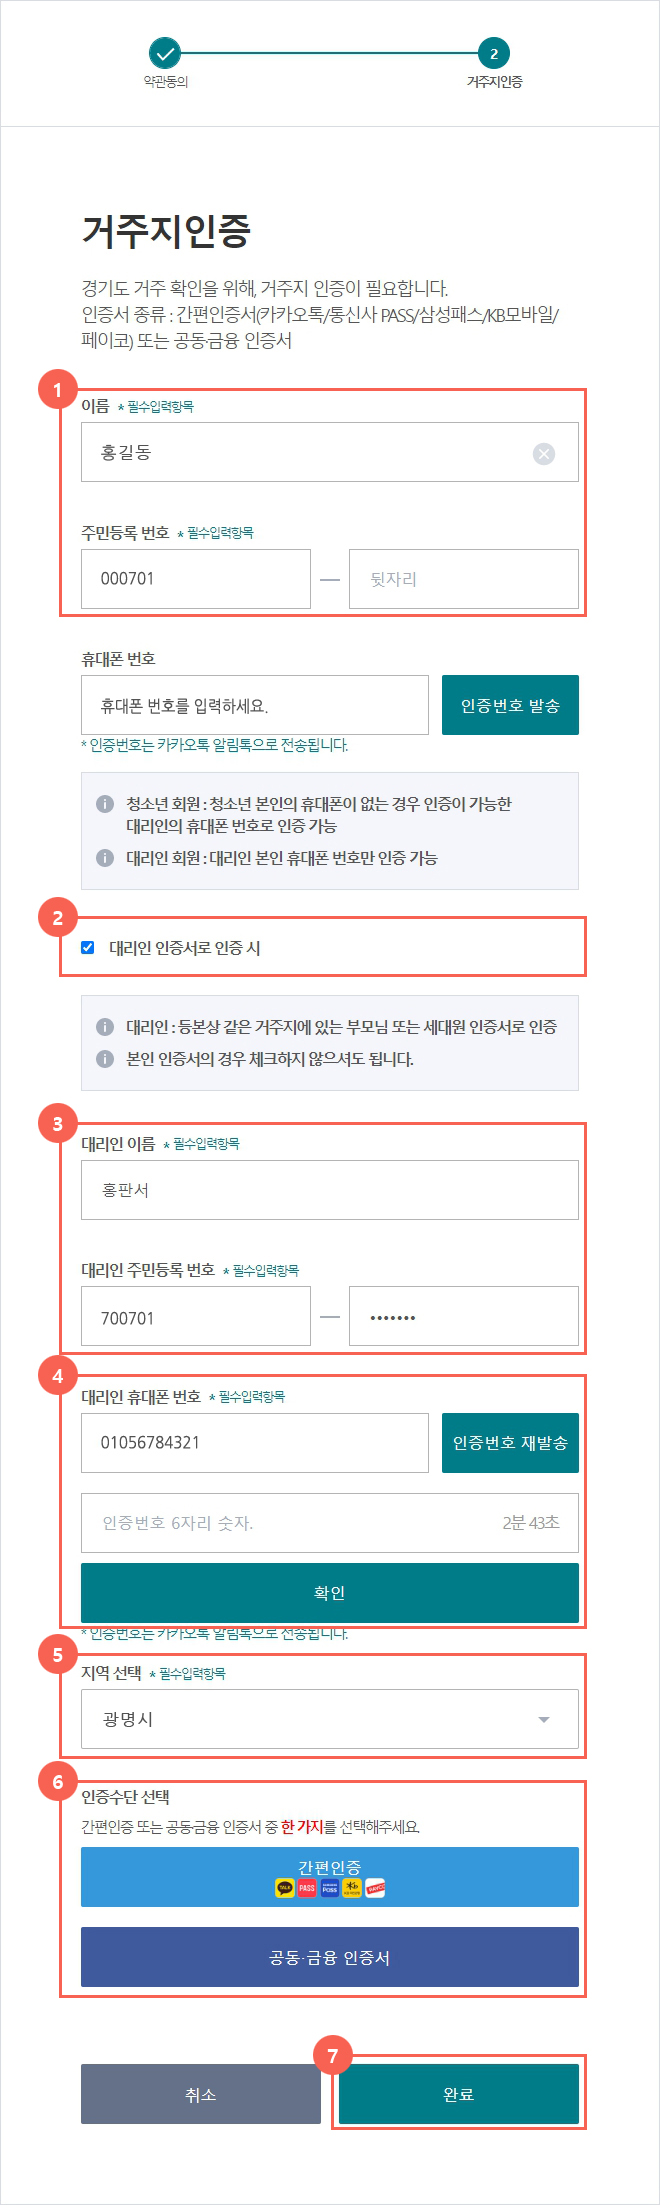 2
약관동의
거주지인증
거주지인증
경기도 거주 확인을 위해, 거주지 인증이 필요합니다.
인증서 종류 : 간편인증서(카카오톡/통신사 PASS/삼성패스/KB모바일/
페이코) 또는 공동·금융 인증서
1
이름 * 필수입력항목
홍길동
주민등록 번호 * 필수입력항목
000701 — 뒷자리
휴대폰 번호
휴대폰 번호를 입력하세요. 인증번호 발송
* 인증번호는 카카오톡 알림톡으로 전송됩니다.
청소년 회원 : 청소년 본인의 휴대폰이 없는 경우 인증이 가능한
대리인의 휴대폰 번호로 인증 가능
대리인 회원 : 대리인 본인 휴대폰 번호만 인증 가능
2
대리인 인증서로 인증 시
대리인 : 등본상 같은 거주지에 있는 부모님 또는 세대원 인증서로 인증
본인 인증서의 경우 체크하지 않으셔도 됩니다.
3
대리인 이름 * 필수입력항목
홍판서
대리인 주민등록 번호 * 필수입력항목
700701 — •••••••
4
대리인 휴대폰 번호 * 필수입력항목
01056784321 인증번호 재발송
인증번호 6자리 숫자. 2분 43초
확인
* 인증번호는 카카오톡 알림톡으로 전송됩니다.
5
지역 선택 * 필수입력항목
광명시
6
인증수단 선택
간편인증 또는 공동·금융 인증서 중 한 가지를 선택해주세요.
간편인증
TALK PASS PASS
공동·금융 인증서
7
취소 완료